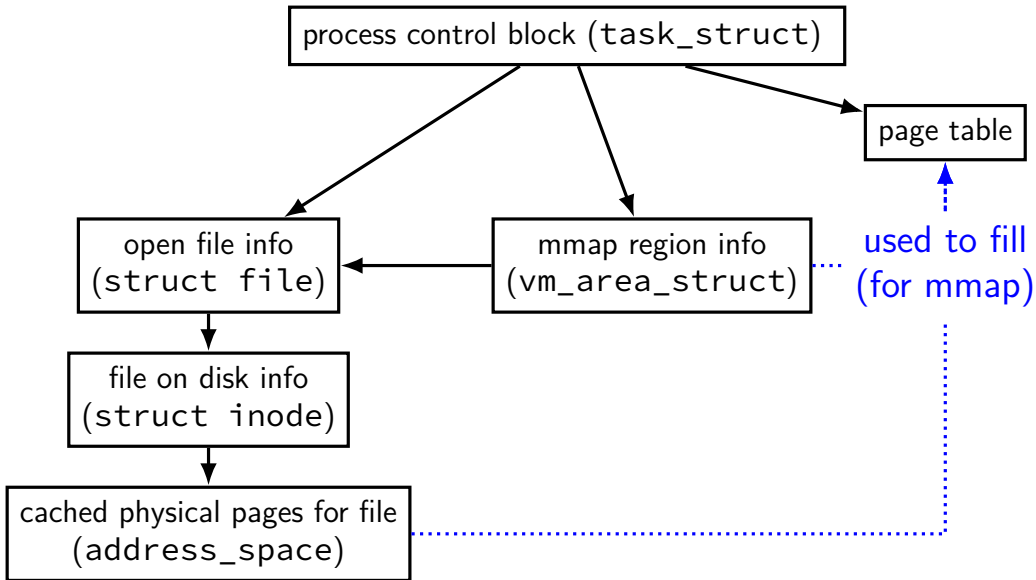 process control block (task_struct)
page table
open file info
(struct file)
mmap region info
(vm_area_struct)
used to fill
(for mmap)
file on disk info
(struct inode)
cached physical pages for file
(address_space)